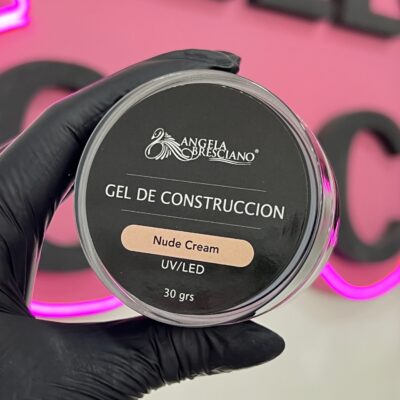 ANGELA
BRESCIANO®
GEL DE CONSTRUCCION
Nude Cream
UV/LED
30 grs